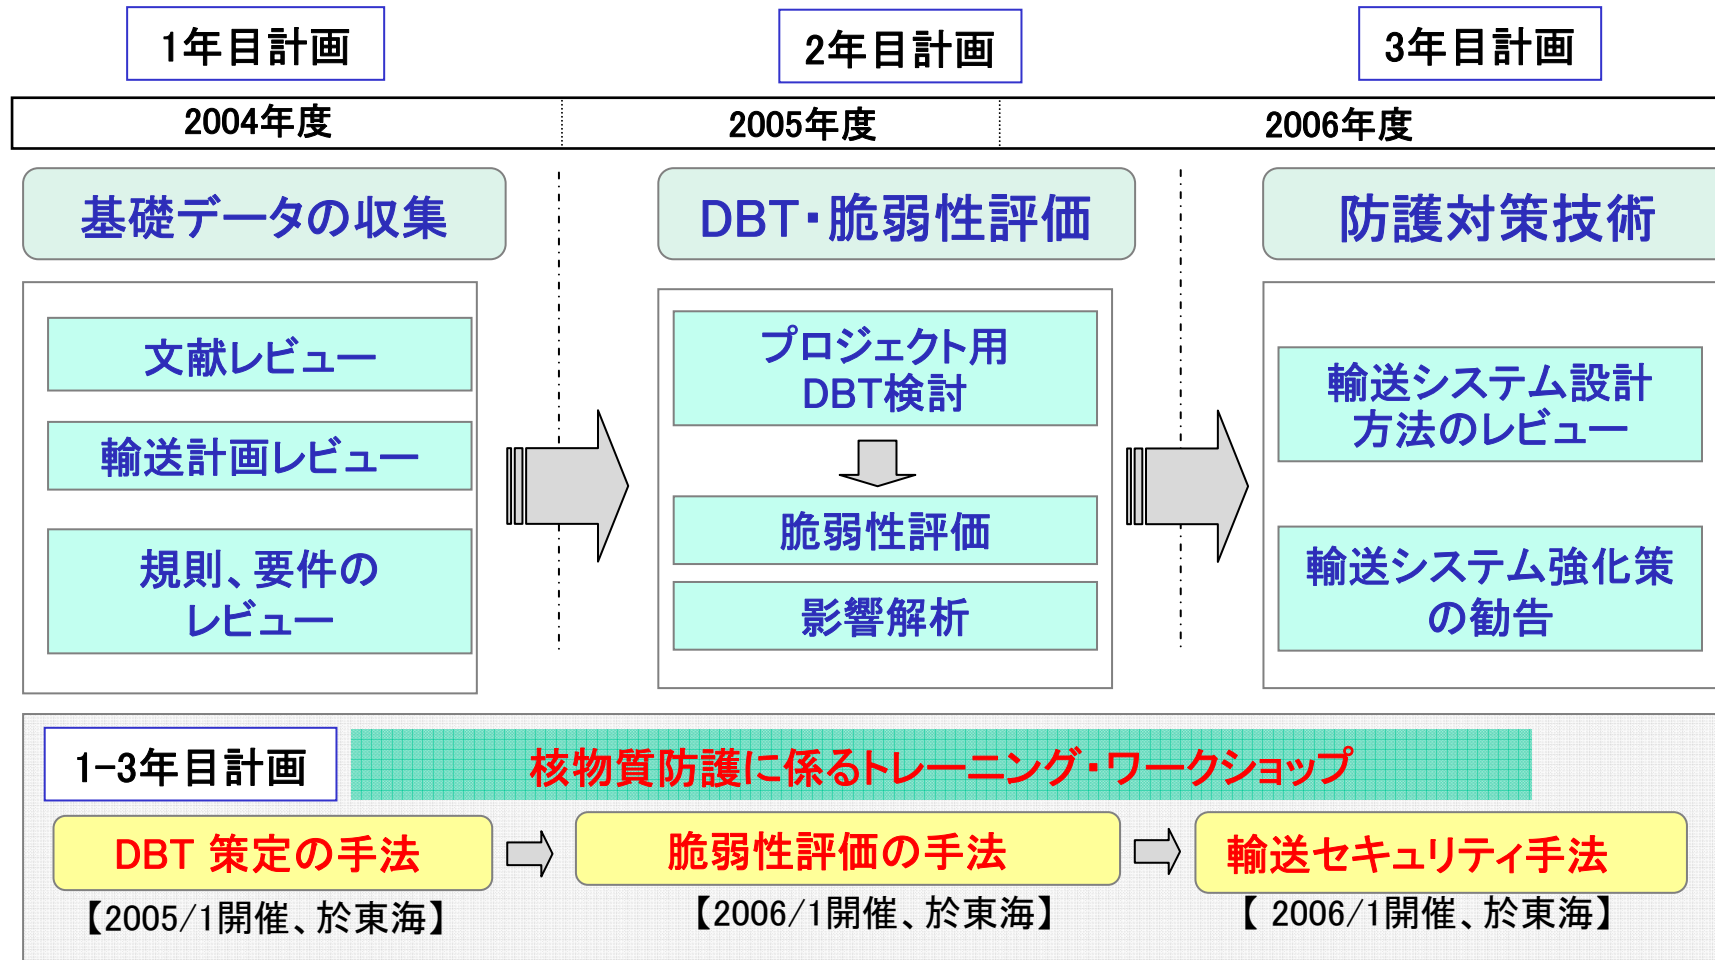 1年目計画
2年目計画
3年目計画
2004年度
2005年度
2006年度
基礎データの収集
文献レビュー
輸送計画レビュー
規則、要件の
レビュー
DBT・脆弱性評価
プロジェクト用
DBT検討
脆弱性評価
影響解析
防護対策技術
輸送システム設計
方法のレビュー
輸送システム強化策
の勧告
1-3年目計画
核物質防護に係るトレーニング・ワークショップ
DBT 策定の手法
【2005/1開催、於東海】
脆弱性評価の手法
【2006/1開催、於東海】
輸送セキュリティ手法
【 2006/1開催、於東海】